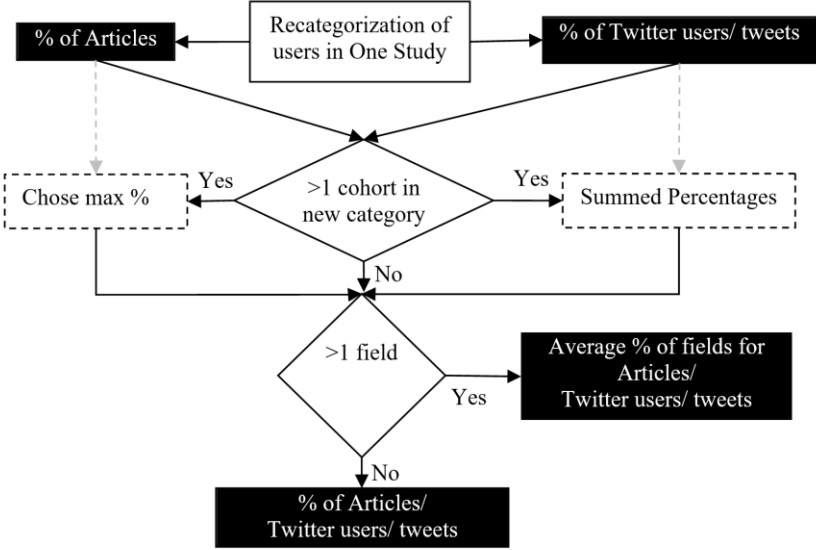 % of Articles
Recategorization of
users in One Study
% of Twitter users/ tweets
Yes
Chose max %
>1 cohort in
new category
Yes
Summed Percentages
No
>1 field
Yes
Average % of fields for
Articles/
Twitter users/ tweets
No
% of Articles/
Twitter users/ tweets